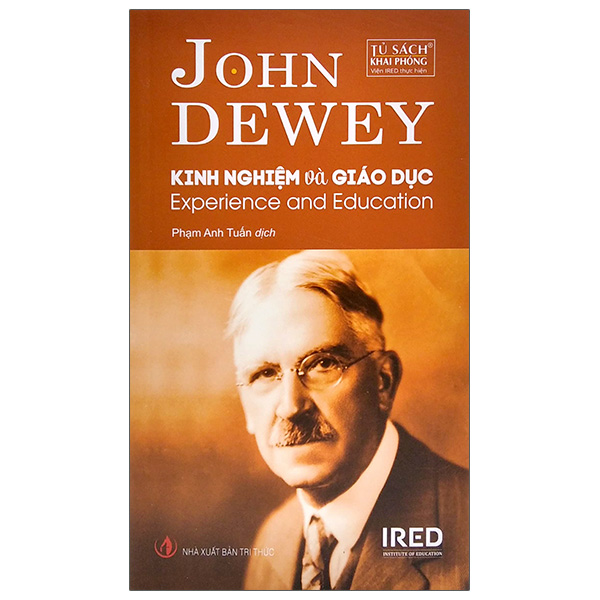 JOHN
DEWEY
TỦ SÁCH®
KHAI PHÓNG
Viện IRED thực hiện
KINH NGHIỆM và GIÁO DỤC
Experience and Education
Phạm Anh Tuấn dịch
NHÀ XUẤT BẢN TRI THỨC
IRED
INSTITUTE OF EDUCATION